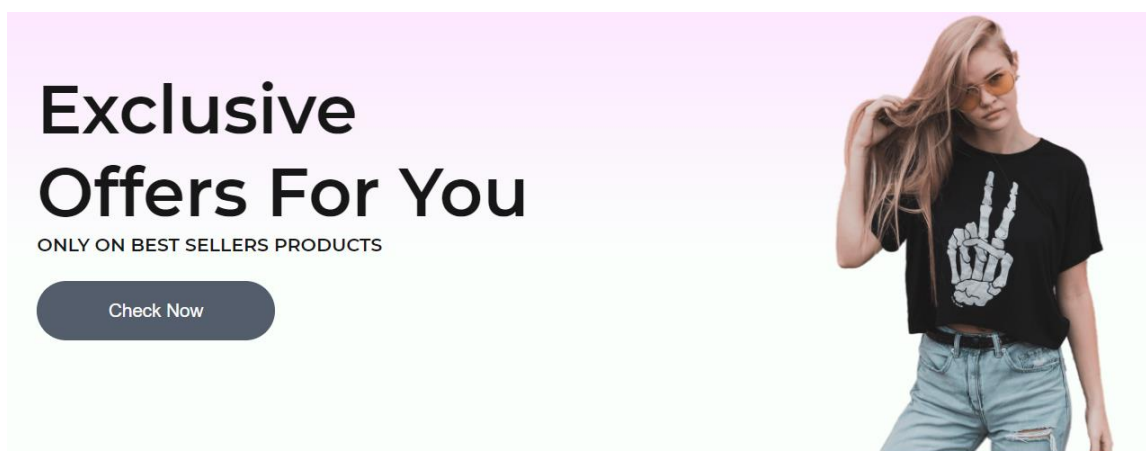 Exclusive
Offers For You
ONLY ON BEST SELLERS PRODUCTS
Check Now